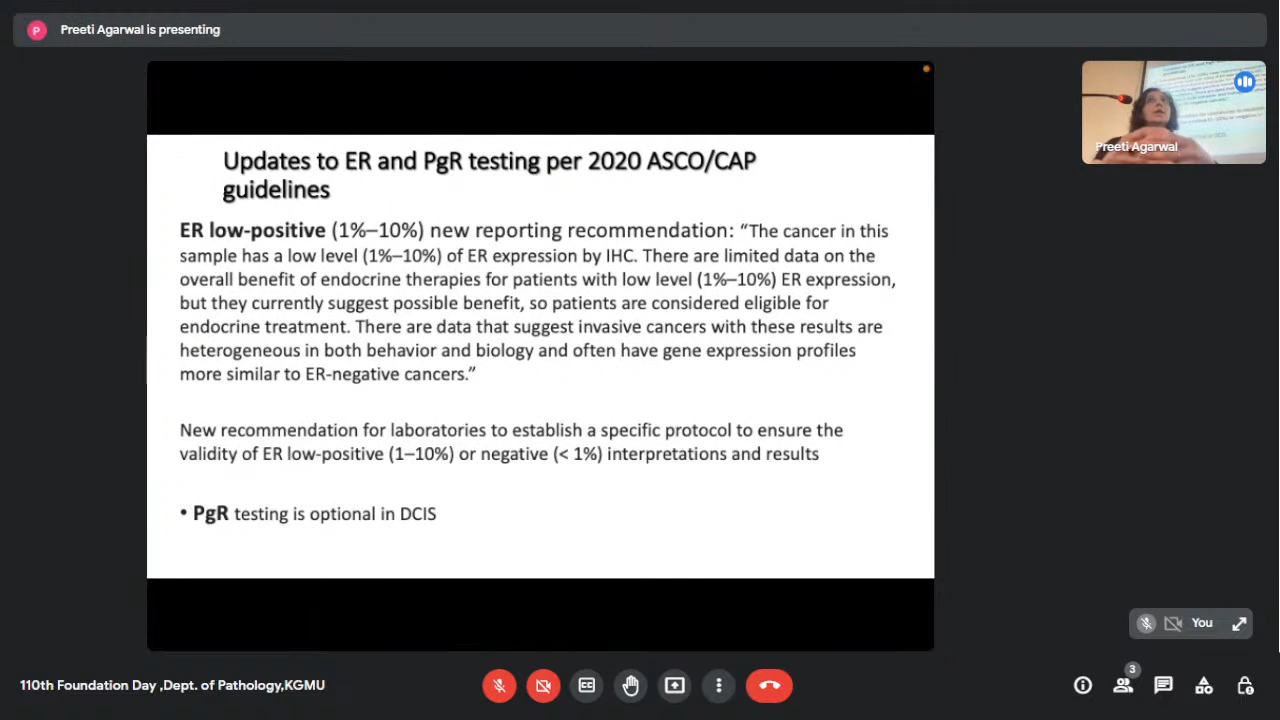 P Preeti Agarwal is presenting
Updates to ER and PgR testing per 2020 ASCO/CAP
guidelines
ER low-positive (1%–10%) new reporting recommendation: “The cancer in this
sample has a low level (1%–10%) of ER expression by IHC. There are limited data on the
overall benefit of endocrine therapies for patients with low level (1%–10%) ER expression,
but they currently suggest possible benefit, so patients are considered eligible for
endocrine treatment. There are data that suggest invasive cancers with these results are
heterogeneous in both behavior and biology and often have gene expression profiles
more similar to ER-negative cancers.”
New recommendation for laboratories to establish a specific protocol to ensure the
validity of ER low-positive (1–10%) or negative (< 1%) interpretations and results
• PgR testing is optional in DCIS
Preeti Agarwal
You
110th Foundation Day ,Dept. of Pathology,KGMU
CC
3